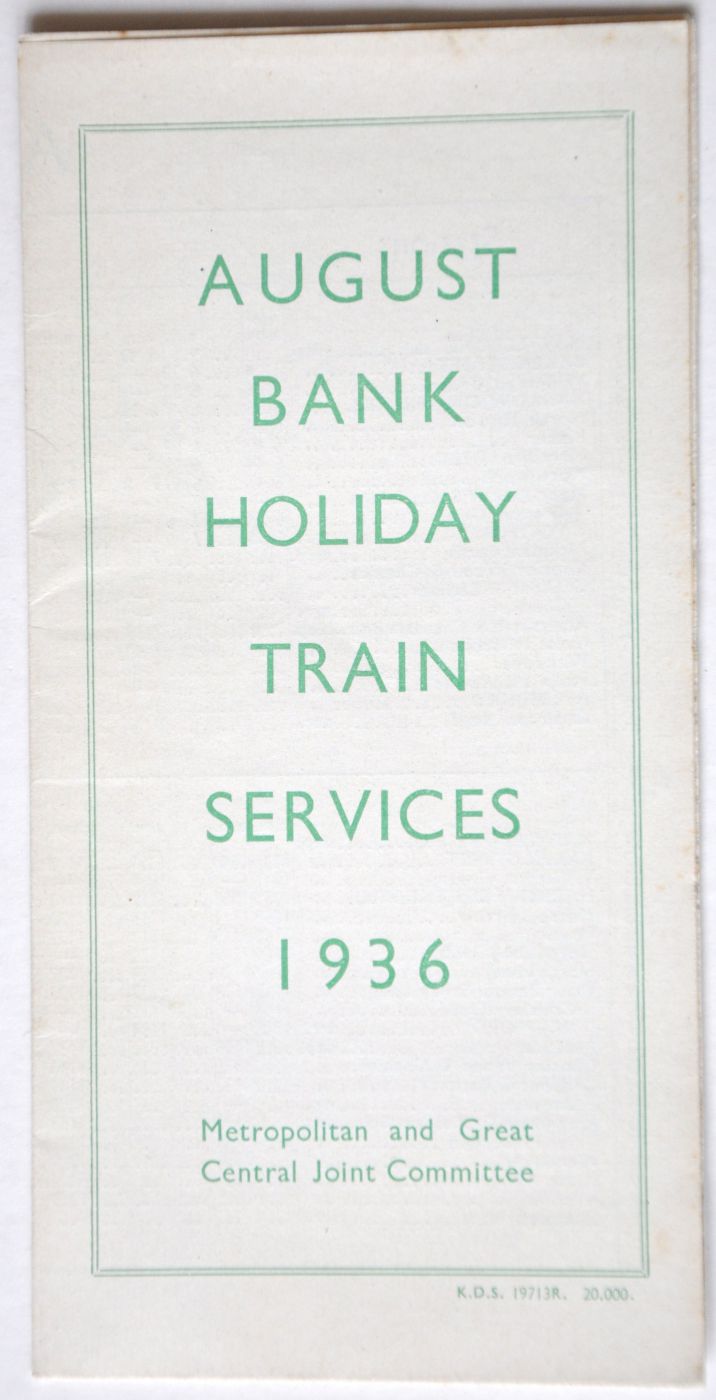 AUGUST
BANK
HOLIDAY
TRAIN
SERVICES
1936
Metropolitan and Great
Central Joint Committee
K.D.S. 19713R. 20,000.